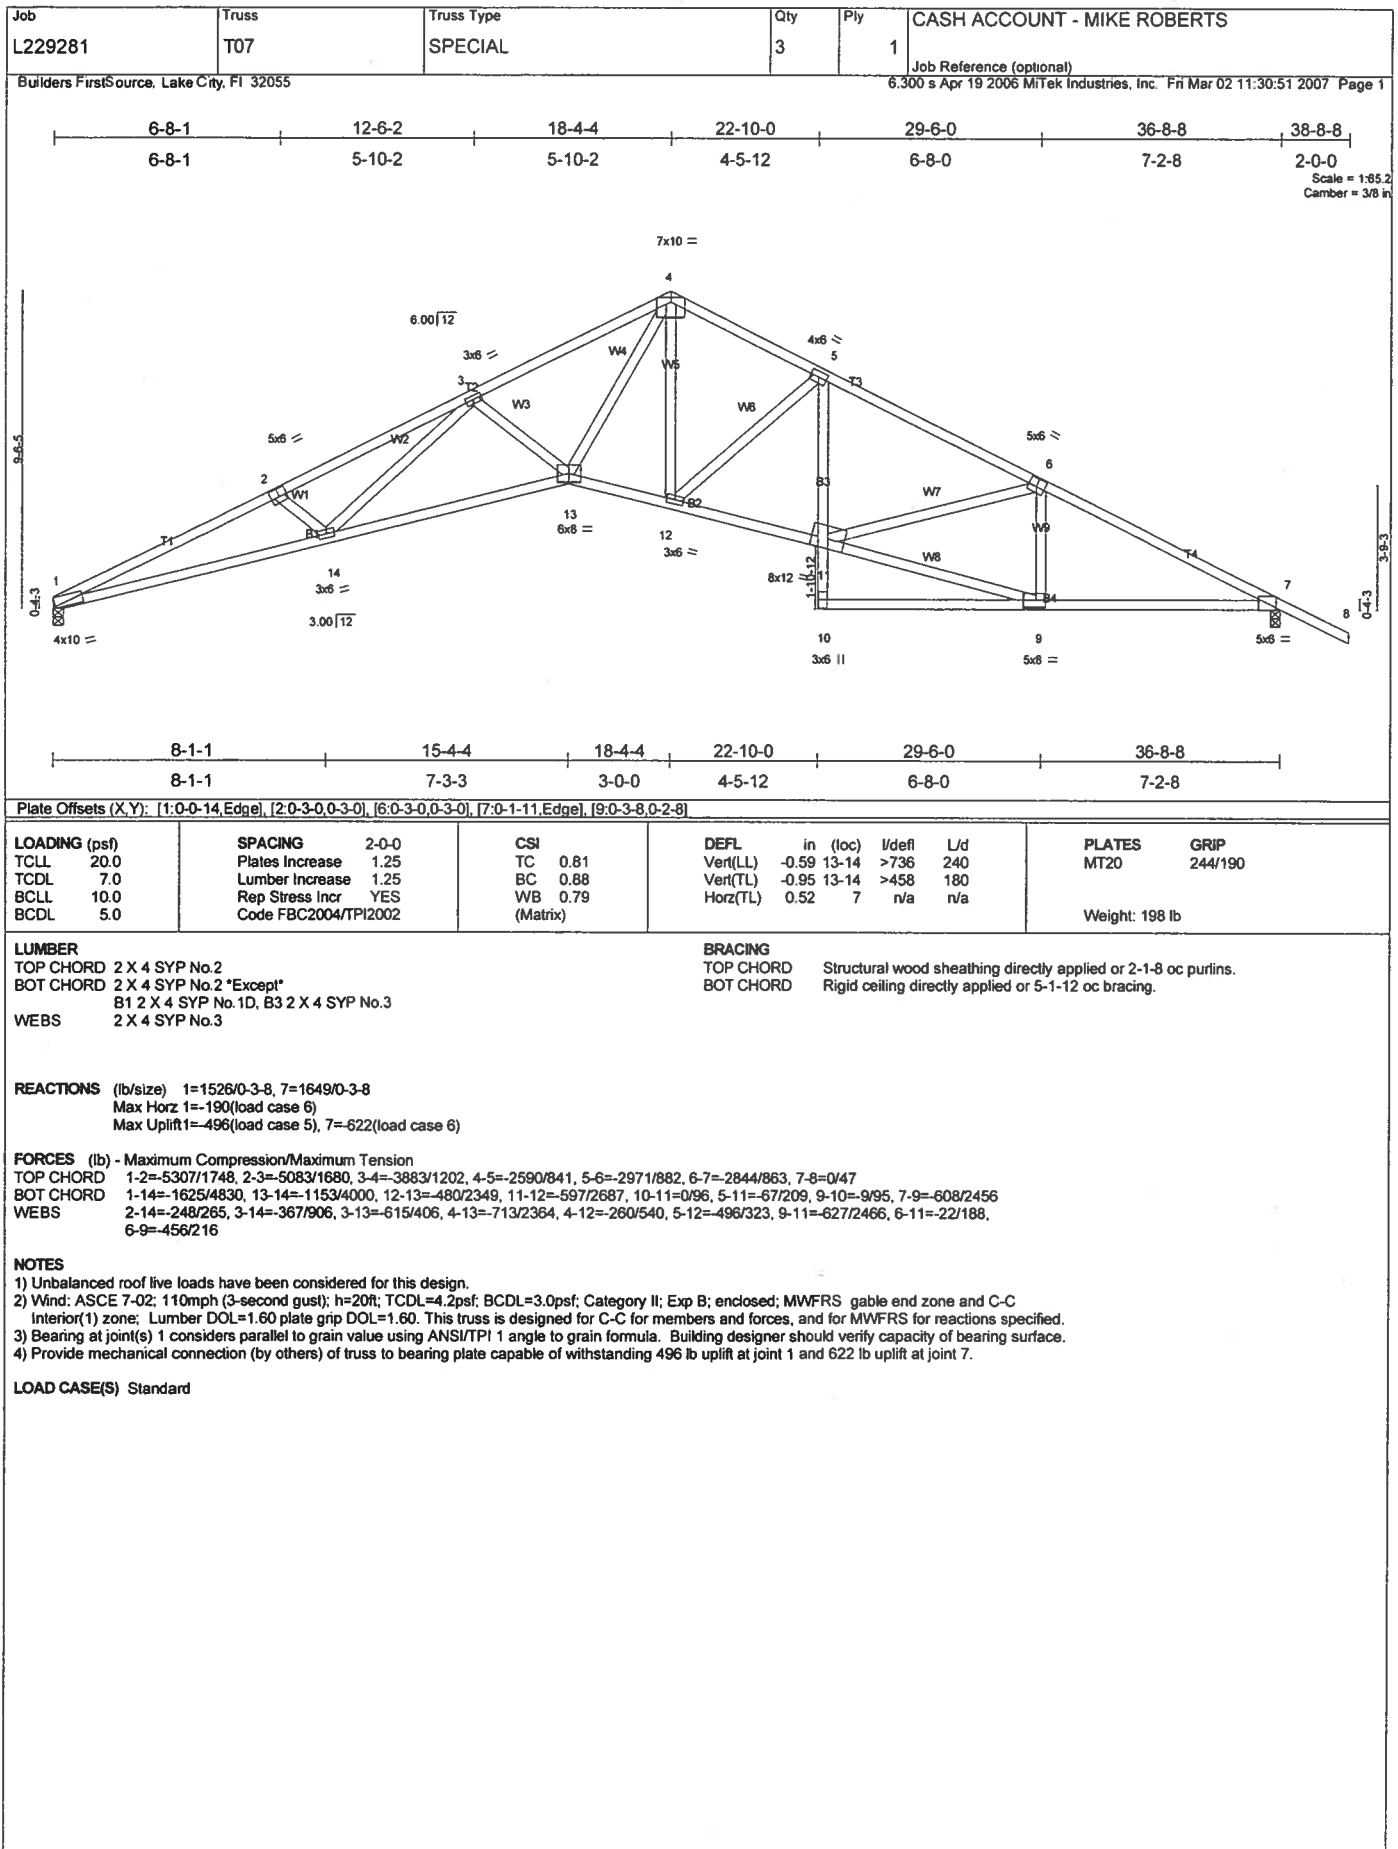 Job Truss Truss Type Qty Ply CASH ACCOUNT - MIKE ROBERTS
L229281 T07 SPECIAL 3 1
Job Reference (optional)
Builders FirstSource, Lake City, Fl 32055 6.300 s Apr 19 2006 MiTek Industries, Inc. Fri Mar 02 11:30:51 2007 Page 1
6-8-1 12-6-2 18-4-4 22-10-0 29-6-0 36-8-8 38-8-8
6-8-1 5-10-2 5-10-2 4-5-12 6-8-0 7-2-8 2-0-0
Scale = 1:65.2
Camber = 3/8 in
7x10 =
4
6.00 12
4x6
5
3x6
W4
W5
T3
3
T2
W3
W6
5x6
W2
5x6
6
2
W1
B3
W7
9-6-5
B1
B2
W9
T1
13
6x8 =
12
3x6
W8
T4
3-9-3
1
14
3x6
8x12
11
1-10-12
B4
7
8
0-4-3
0-4-3
4x10
3.00 12
10
3x6 ||
9
5x8 =
5x6 =
8-1-1 15-4-4 18-4-4 22-10-0 29-6-0 36-8-8
8-1-1 7-3-3 3-0-0 4-5-12 6-8-0 7-2-8
Plate Offsets (X,Y): [1:0-0-14,Edge], [2:0-3-0,0-3-0], [6:0-3-0,0-3-0], [7:0-1-11,Edge], [9:0-3-8,0-2-8]
LOADING (psf) SPACING 2-0-0 CSI DEFL in (loc) l/defl L/d PLATES GRIP
TCLL 20.0 Plates Increase 1.25 TC 0.81 Vert(LL) -0.59 13-14 >736 240 MT20 244/190
TCDL 7.0 Lumber Increase 1.25 BC 0.88 Vert(TL) -0.95 13-14 >458 180
BCLL 10.0 Rep Stress Incr YES WB 0.79 Horz(TL) 0.52 7 n/a n/a
BCDL 5.0 Code FBC2004/TPI2002 (Matrix) Weight: 198 lb
LUMBER BRACING
TOP CHORD 2 X 4 SYP No.2 TOP CHORD Structural wood sheathing directly applied or 2-1-8 oc purlins.
BOT CHORD 2 X 4 SYP No.2 *Except* BOT CHORD Rigid ceiling directly applied or 5-1-12 oc bracing.
B1 2 X 4 SYP No.1D, B3 2 X 4 SYP No.3
WEBS 2 X 4 SYP No.3
REACTIONS (lb/size) 1=1526/0-3-8, 7=1649/0-3-8
Max Horz 1=-190(load case 6)
Max Uplift1=-496(load case 5), 7=-622(load case 6)
FORCES (lb) - Maximum Compression/Maximum Tension
TOP CHORD 1-2=-5307/1748, 2-3=-5083/1680, 3-4=-3883/1202, 4-5=-2590/841, 5-6=-2971/882, 6-7=-2844/863, 7-8=0/47
BOT CHORD 1-14=-1625/4830, 13-14=-1153/4000, 12-13=-480/2349, 11-12=-597/2687, 10-11=0/96, 5-11=-67/209, 9-10=-9/95, 7-9=-608/2456
WEBS 2-14=-248/265, 3-14=-367/906, 3-13=-615/406, 4-13=-713/2364, 4-12=-260/540, 5-12=-496/323, 9-11=-627/2466, 6-11=-22/188,
6-9=-456/216
NOTES
1) Unbalanced roof live loads have been considered for this design.
2) Wind: ASCE 7-02; 110mph (3-second gust); h=20ft; TCDL=4.2psf; BCDL=3.0psf; Category II; Exp B; enclosed; MWFRS gable end zone and C-C
Interior(1) zone; Lumber DOL=1.60 plate grip DOL=1.60. This truss is designed for C-C for members and forces, and for MWFRS for reactions specified.
3) Bearing at joint(s) 1 considers parallel to grain value using ANSI/TPI 1 angle to grain formula. Building designer should verify capacity of bearing surface.
4) Provide mechanical connection (by others) of truss to bearing plate capable of withstanding 496 lb uplift at joint 1 and 622 lb uplift at joint 7.
LOAD CASE(S) Standard